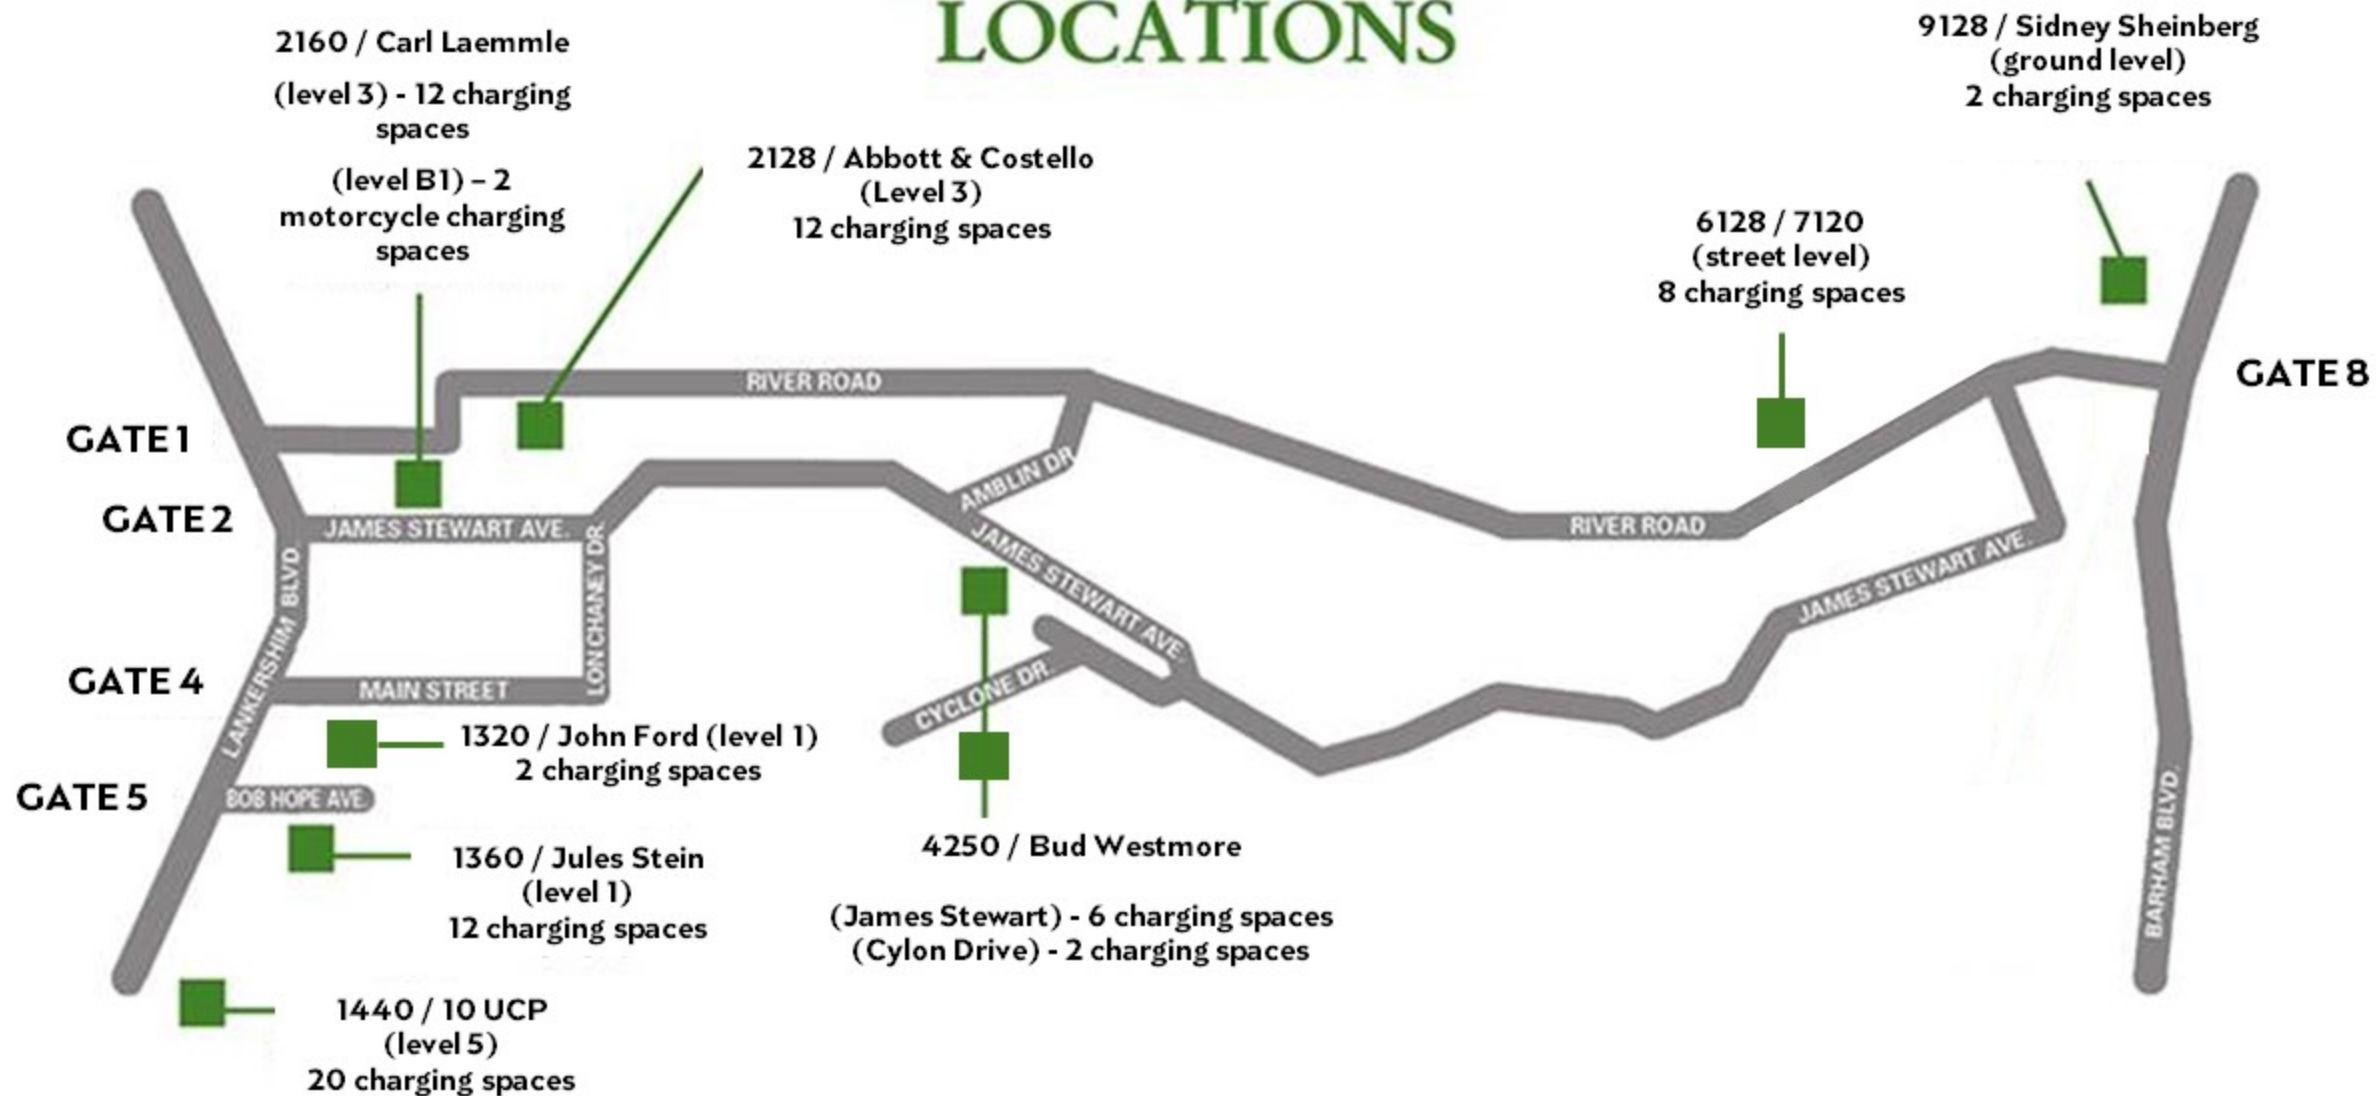 LOCATIONS
2160 / Carl Laemmle
(level 3) - 12 charging
spaces
(level B1) – 2
motorcycle charging
spaces
2128 / Abbott & Costello
(Level 3)
12 charging spaces
9128 / Sidney Sheinberg
(ground level)
2 charging spaces
6128 / 7120
(street level)
8 charging spaces
GATE 8
RIVER ROAD
GATE 1
AMBLIN DR
GATE 2
JAMES STEWART AVE.
RIVER ROAD
JAMES STEWART AVE.
JAMES STEWART AVE.
LON CHANEY DR.
LANKERSHIM BLVD.
GATE 4
MAIN STREET
CYCLONE DR.
1320 / John Ford (level 1)
2 charging spaces
GATE 5
BOB HOPE AVE.
1360 / Jules Stein
(level 1)
12 charging spaces
4250 / Bud Westmore
(James Stewart) - 6 charging spaces
(Cylon Drive) - 2 charging spaces
BARHAM BLVD.
1440 / 10 UCP
(level 5)
20 charging spaces